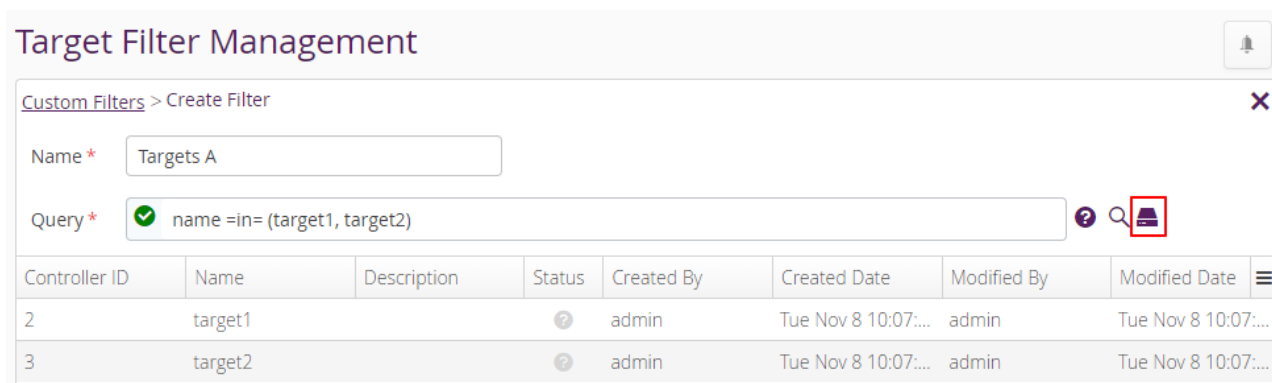 Target Filter Management
Custom Filters > Create Filter
Name * Targets A
Query * name =in= (target1, target2)
Controller ID Name Description Status Created By Created Date Modified By Modified Date
2 target1 admin Tue Nov 8 10:07:... admin Tue Nov 8 10:07:...
3 target2 admin Tue Nov 8 10:07:... admin Tue Nov 8 10:07:...